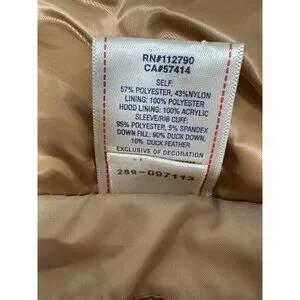 RN#112790
CA#57414
SELF:
57% POLYESTER, 43%NYLON
LINING: 100% POLYESTER
HOOD LINING: 100% ACRYLIC
SLEEVE/RIB CUFF:
95% POLYESTER, 5% SPANDEX
DOWN FILL: 90% DUCK DOWN,
10% DUCK FEATHER
EXCLUSIVE OF DECORATION
289-097113